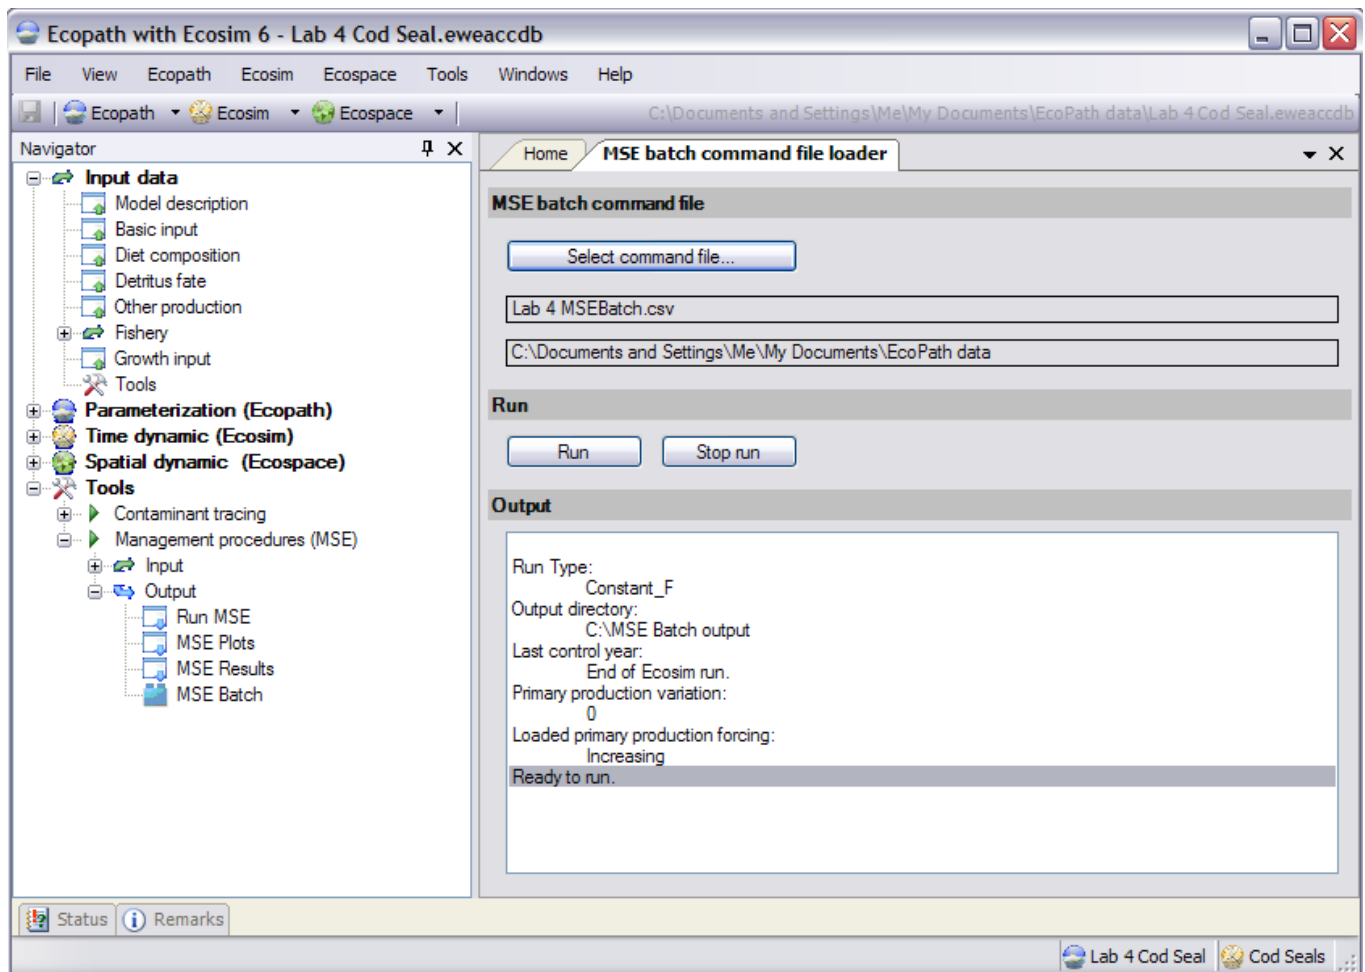 Ecopath with Ecosim 6 - Lab 4 Cod Seal.eweaccdb
File View Ecopath Ecosim Ecospace Tools Windows Help
Ecopath Ecosim Ecospace C:\Documents and Settings\Me\My Documents\EcoPath data\Lab 4 Cod Seal.eweaccdb
Navigator
Input data
Model description
Basic input
Diet composition
Detritus fate
Other production
Fishery
Growth input
Tools
Parameterization (Ecopath)
Time dynamic (Ecosim)
Spatial dynamic (Ecospace)
Tools
Contaminant tracing
Management procedures (MSE)
Input
Output
Run MSE
MSE Plots
MSE Results
MSE Batch
Home MSE batch command file loader
MSE batch command file
Select command file...
Lab 4 MSEBatch.csv
C:\Documents and Settings\Me\My Documents\EcoPath data
Run
Run Stop run
Output
Run Type:
Constant_F
Output directory:
C:\MSE Batch output
Last control year:
End of Ecosim run.
Primary production variation:
0
Loaded primary production forcing:
Increasing
Ready to run.
Status Remarks
Lab 4 Cod Seal Cod Seals